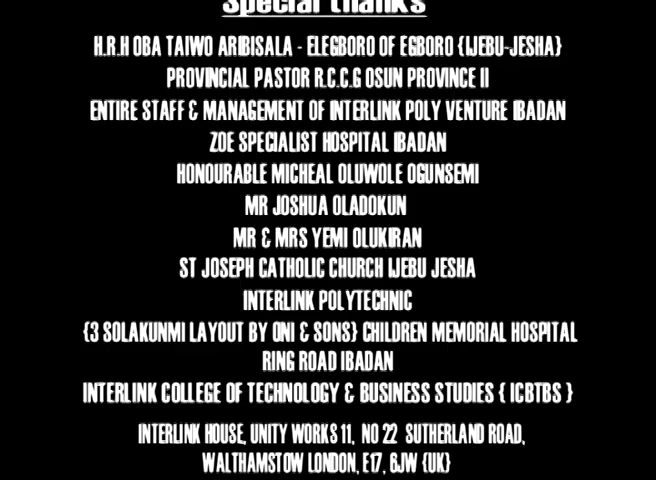 Special thanks
H.R.H OBA TAIWO ARIBISALA - ELEGBORO OF EGBORO {IJEBU-JESHA}
PROVINCIAL PASTOR R.C.C.G OSUN PROVINCE II
ENTIRE STAFF & MANAGEMENT OF INTERLINK POLY VENTURE IBADAN
ZOE SPECIALIST HOSPITAL IBADAN
HONOURABLE MICHEAL OLUWOLE OGUNSEMI
MR JOSHUA OLADOKUN
MR & MRS YEMI OLUKIRAN
ST JOSEPH CATHOLIC CHURCH IJEBU JESHA
INTERLINK POLYTECHNIC
{3 SOLAKUNMI LAYOUT BY ONI & SONS} CHILDREN MEMORIAL HOSPITAL
RING ROAD IBADAN
INTERLINK COLLEGE OF TECHNOLOGY & BUSINESS STUDIES { ICBTBS }
INTERLINK HOUSE, UNITY WORKS 11, NO 22 SUTHERLAND ROAD,
WALTHAMSTOW LONDON, E17, 6JW {UK}